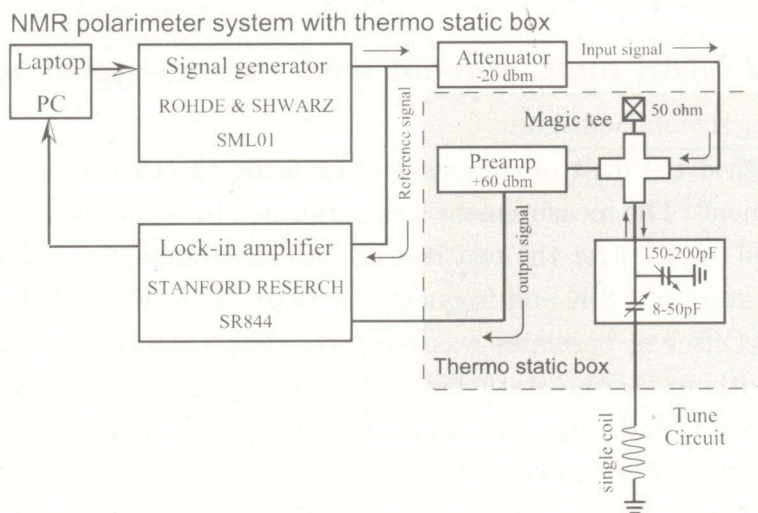 NMR polarimeter system with thermo static box
Laptop
PC
Signal generator
ROHDE & SHWARZ
SML01
Attenuator
-20 dbm
Input signal
Reference signal
Magic tee
50 ohm
Preamp
+60 dbm
output signal
Lock-in amplifier
STANFORD RESERCH
SR844
150-200pF
8-50pF
Thermo static box
single coil
Tune
Circuit